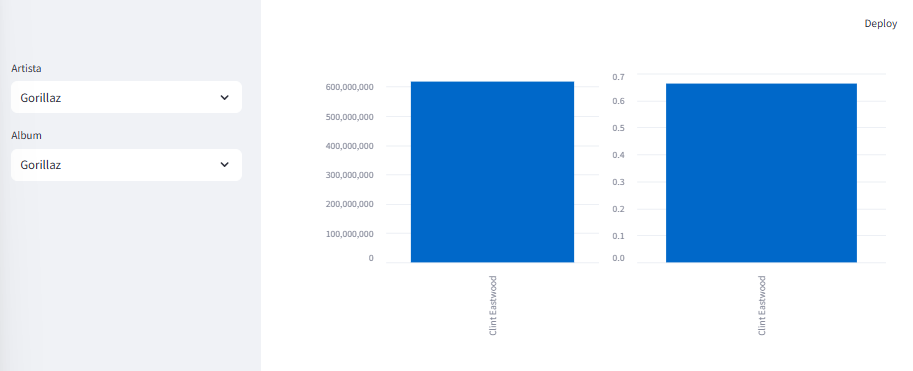 Deploy
Artista
Gorillaz
Album
Gorillaz
600,000,000
500,000,000
400,000,000
300,000,000
200,000,000
100,000,000
0
Clint Eastwood
0.7
0.6
0.5
0.4
0.3
0.2
0.1
0.0
Clint Eastwood